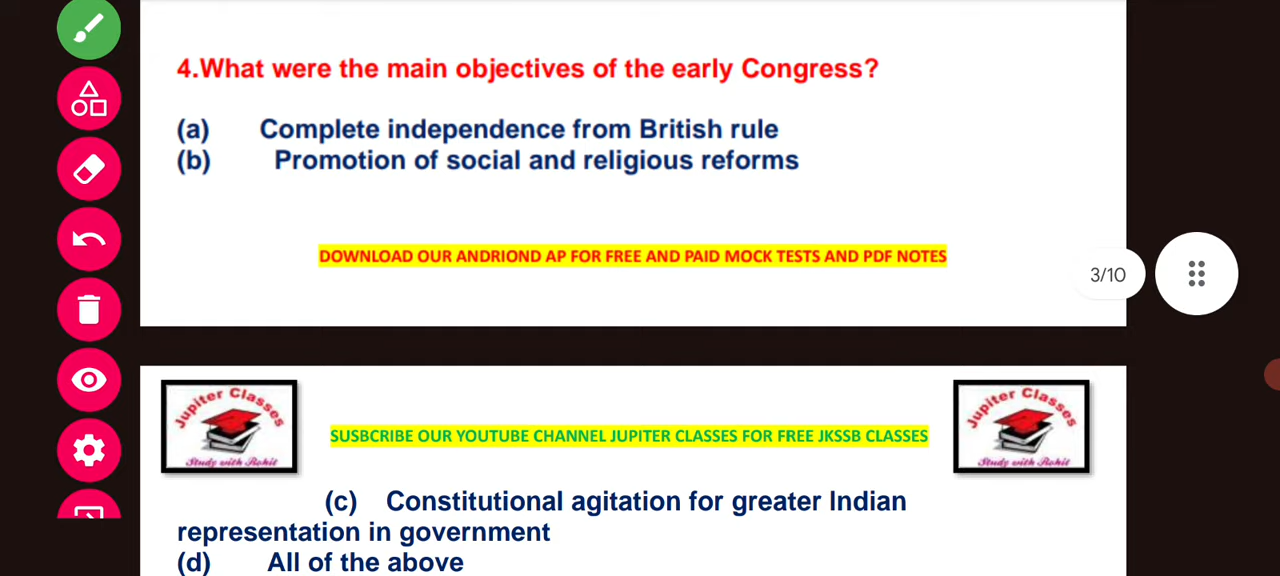 4.What were the main objectives of the early Congress?
(a) Complete independence from British rule
(b) Promotion of social and religious reforms
DOWNLOAD OUR ANDRIOND AP FOR FREE AND PAID MOCK TESTS AND PDF NOTES
3/10
Jupiter Classes
Study with Rohit
SUSBCRIBE OUR YOUTUBE CHANNEL JUPITER CLASSES FOR FREE JKSSB CLASSES
Jupiter Classes
Study with Rohit
(c) Constitutional agitation for greater Indian
representation in government
(d) All of the above